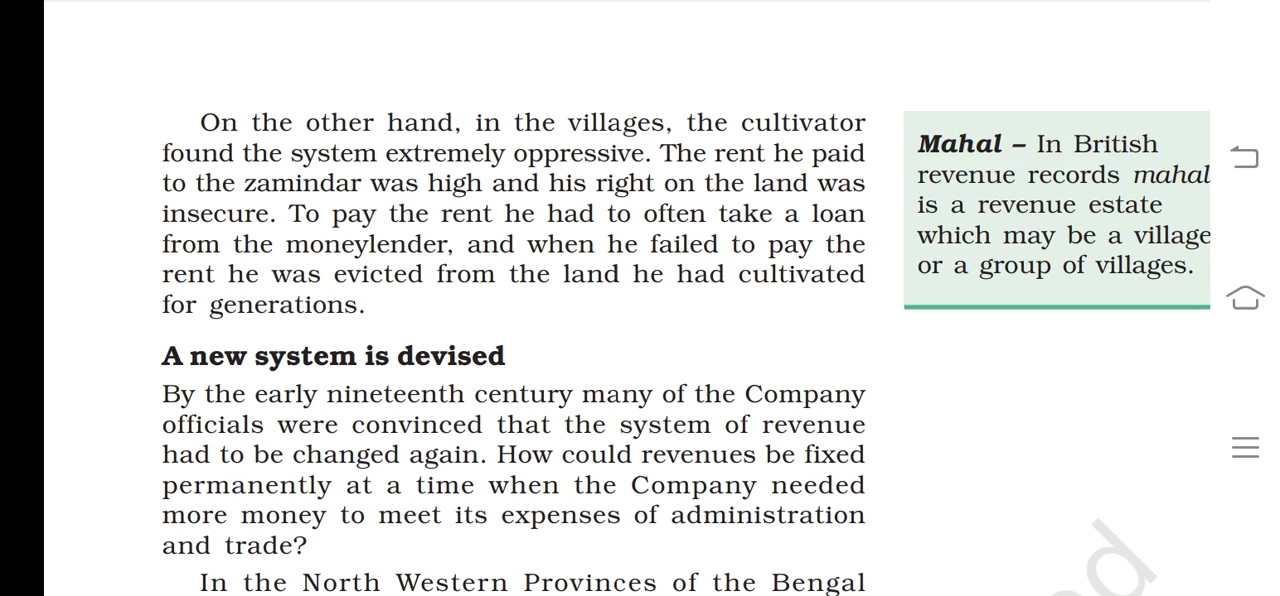 On the other hand, in the villages, the cultivator
found the system extremely oppressive. The rent he paid
to the zamindar was high and his right on the land was
insecure. To pay the rent he had to often take a loan
from the moneylender, and when he failed to pay the
rent he was evicted from the land he had cultivated
for generations.
A new system is devised
By the early nineteenth century many of the Company
officials were convinced that the system of revenue
had to be changed again. How could revenues be fixed
permanently at a time when the Company needed
more money to meet its expenses of administration
and trade?
In the North Western Provinces of the Bengal
Mahal – In British
revenue records mahal
is a revenue estate
which may be a village
or a group of villages.